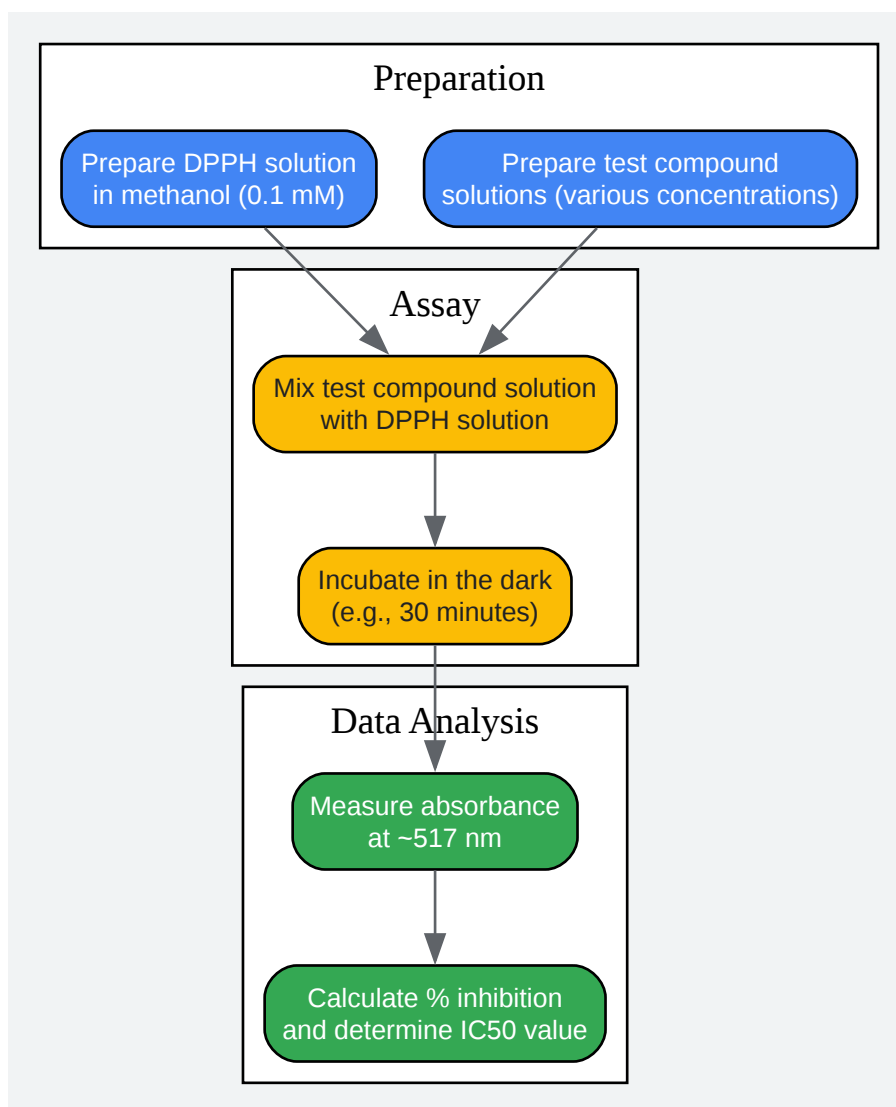 Preparation
Prepare DPPH solution
in methanol (0.1 mM)
Prepare test compound
solutions (various concentrations)
Assay
Mix test compound solution
with DPPH solution
Incubate in the dark
(e.g., 30 minutes)
Data Analysis
Measure absorbance
at ~517 nm
Calculate % inhibition
and determine IC50 value